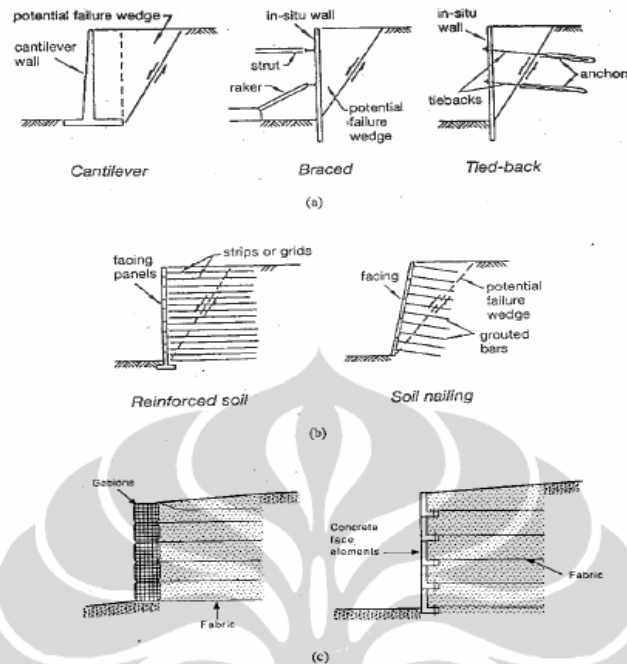 potential failure wedge
cantilever
wall
Cantilever
in-situ wall
strut
raker
potential
failure
wedge
Braced
in-situ
wall
anchors
tiebacks
Tied-back
(a)
strips or grids
facing
panels
Reinforced soil
facing
potential
failure
wedge
grouted
bars
Soil nailing
(b)
Gabions
Fabric
Concrete
face
elements
Fabric
(c)